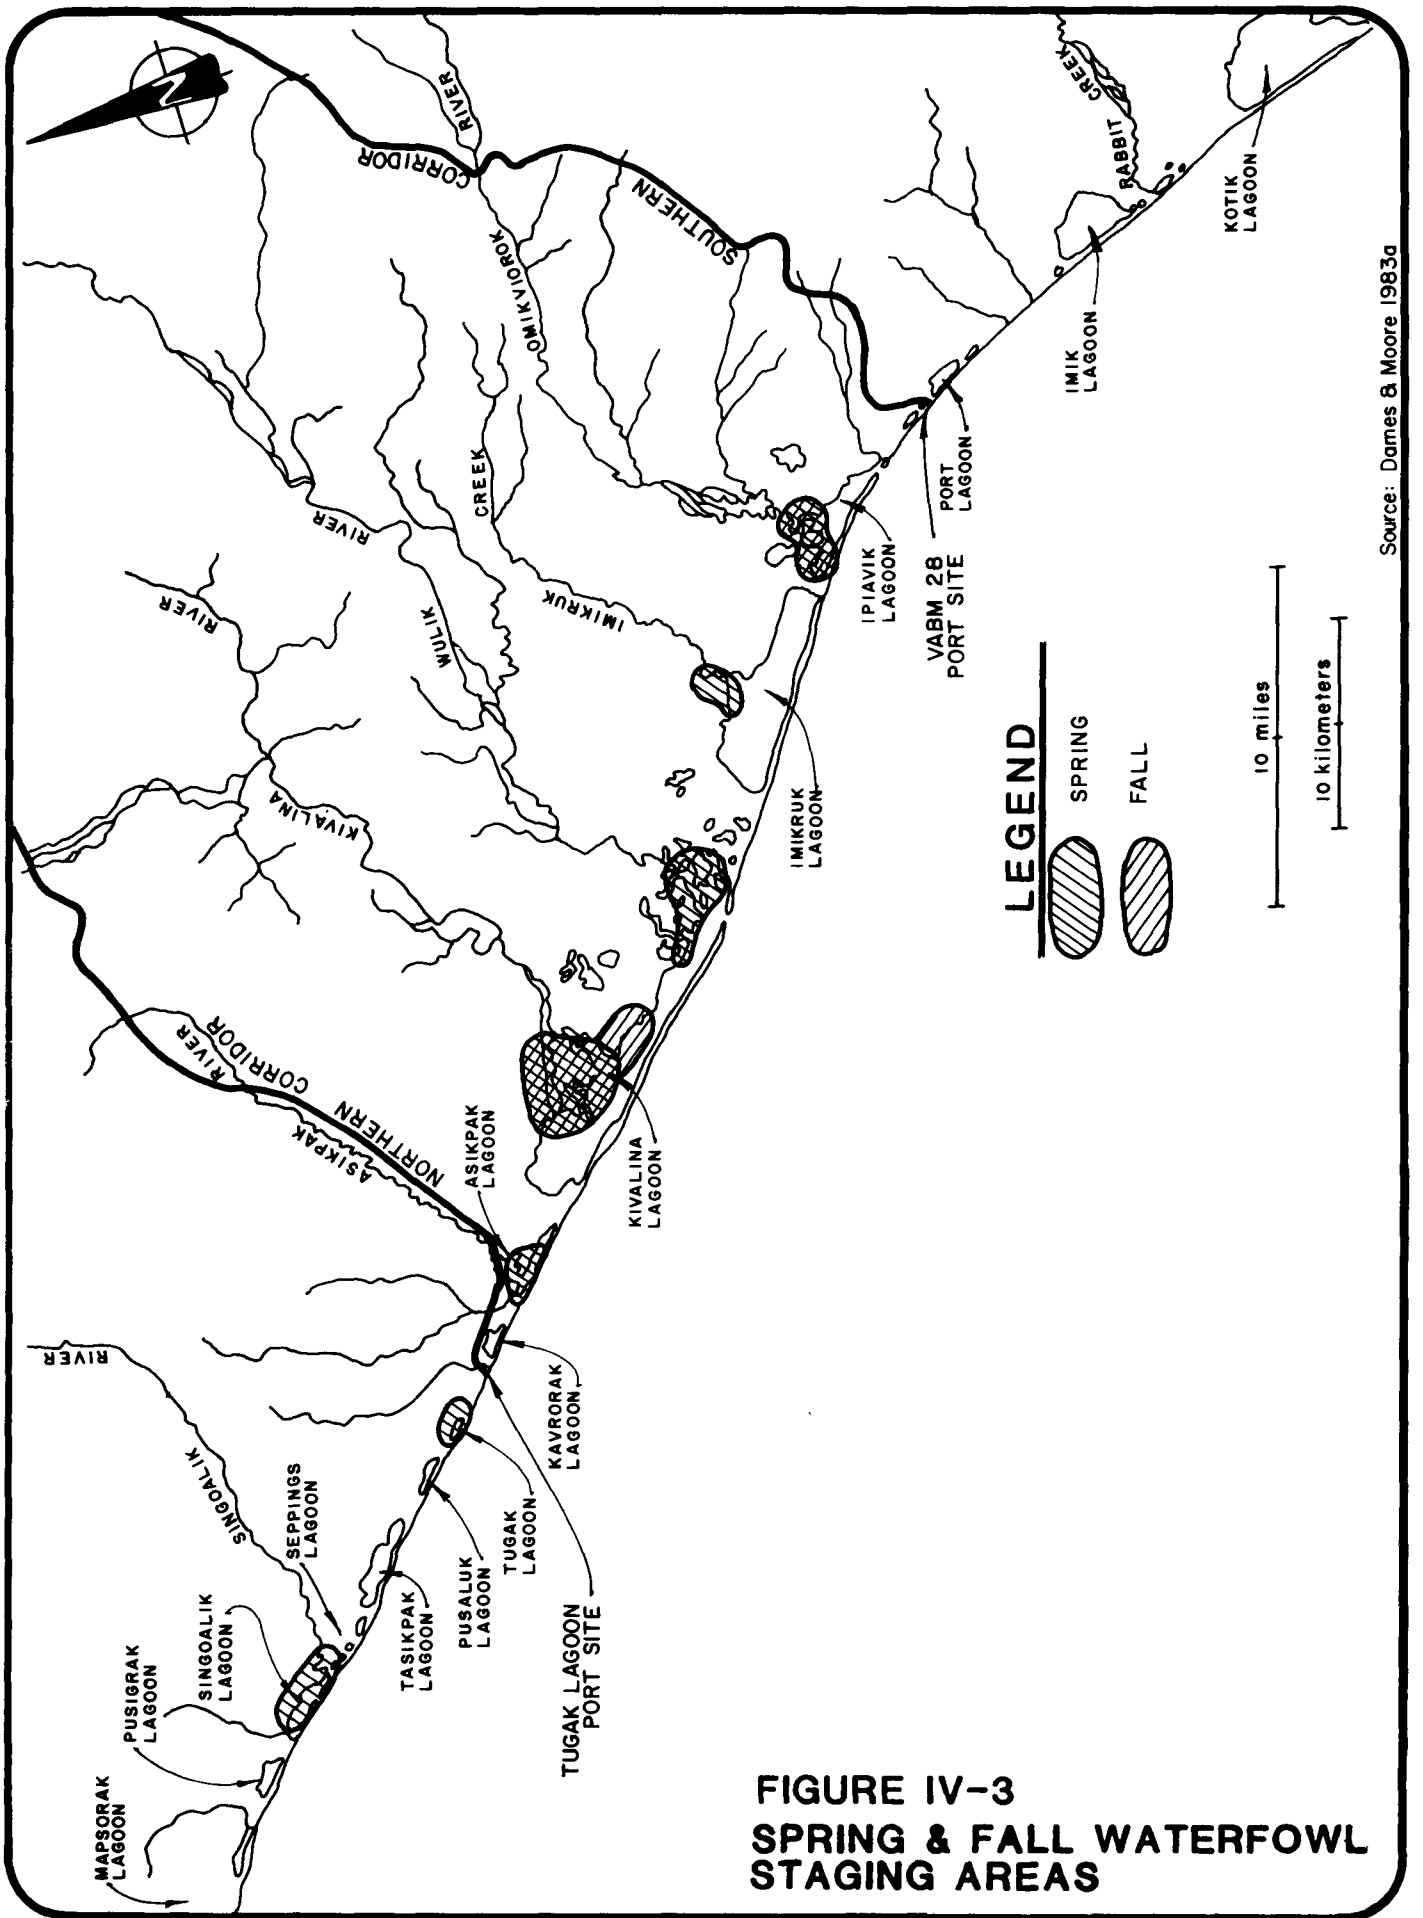 N
RIVER
CORRIDOR
SOUTHERN
OMIKVIOROK
CREEK
RABBIT
KOTIK
LAGOON
IMIK
LAGOON
PORT
LAGOON
VABM 28
PORT SITE
IPIAVIK
LAGOON
RIVER
CREEK
IMIKRUK
RIVER
WULIK
IMIKRUK
LAGOON
KIVALINA
KIVALINA
LAGOON
RIVER
CORRIDOR
NORTHERN
ASIKPAK
ASIKPAK
LAGOON
KAVRORAK
LAGOON
TUGAK
LAGOON
PUSALUK
LAGOON
TUGAK LAGOON
PORT SITE
TASIKPAK
LAGOON
RIVER
SINGOALIK
SEPPINGS
LAGOON
SINGOALIK
LAGOON
PUSIGRAK
LAGOON
MAPSORAK
LAGOON
LEGEND
SPRING
FALL
10 miles
10 kilometers
Source: Dames & Moore 1983a
FIGURE IV-3
SPRING & FALL WATERFOWL
STAGING AREAS